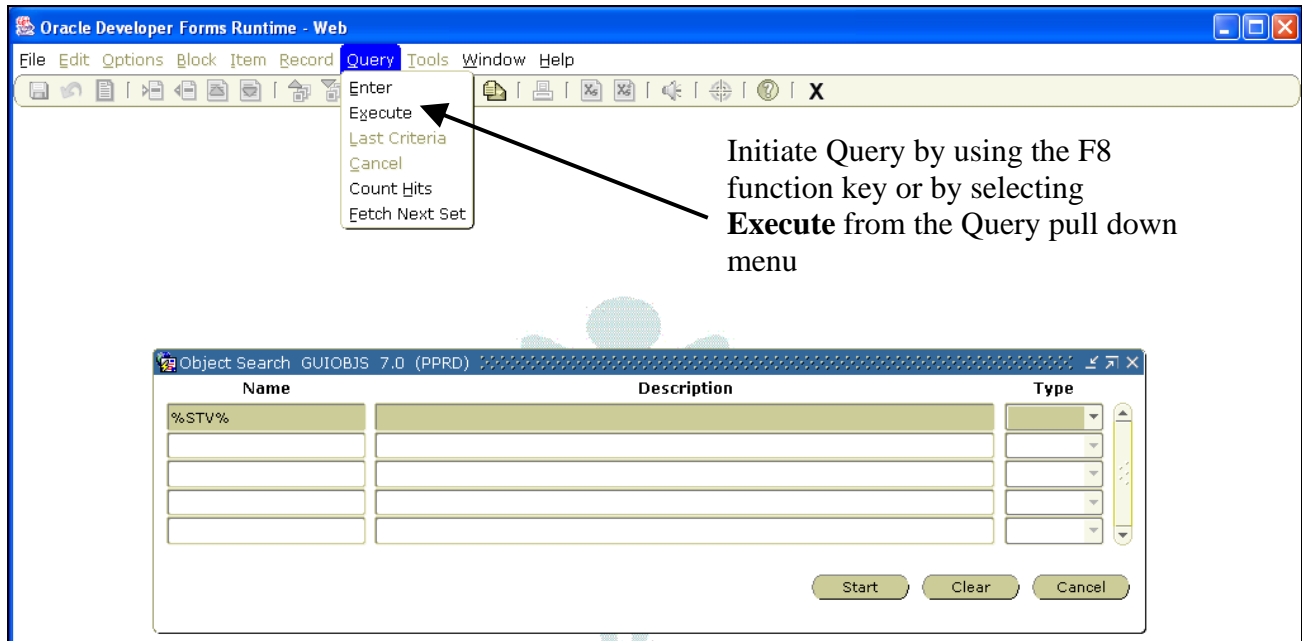 Oracle Developer Forms Runtime - Web
File Edit Options Block Item Record Query Tools Window Help
X
Enter
Execute
Last Criteria
Cancel
Count Hits
Fetch Next Set
Initiate Query by using the F8
function key or by selecting
Execute from the Query pull down
menu
Object Search GUIOBJS 7.0 (PPRD)
Name Description Type
%STV%
Start Clear Cancel